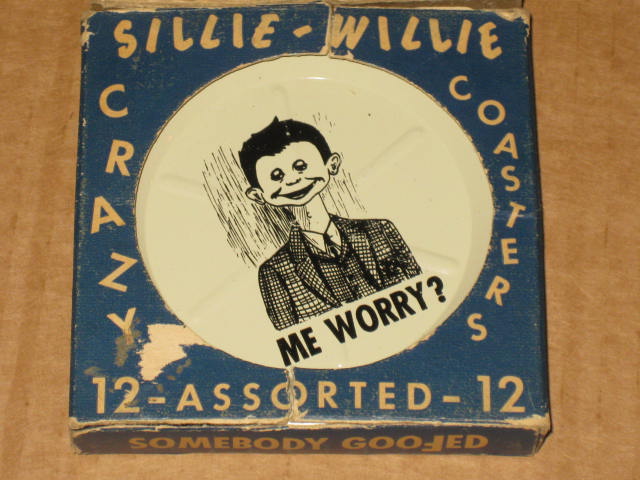 SILLIE-WILLIE
CRAZY
COASTERS
ME WORRY?
12-ASSORTED-12
SOMEBODY GOOFED